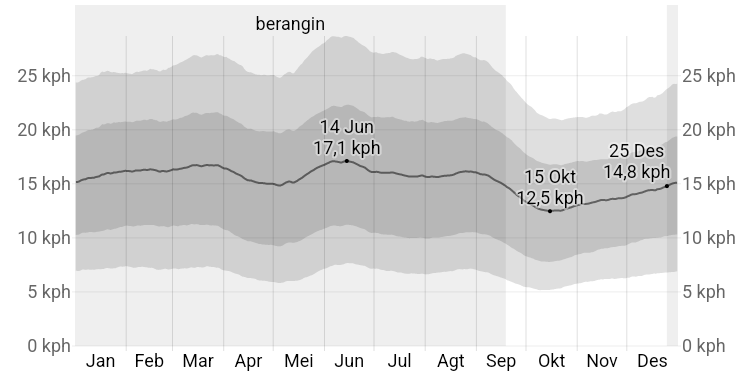 berangin
25 kph
25 kph
20 kph
14 Jun
20 kph
17,1 kph
25 Des
15 kph
15 Okt
14,8 kph
15 kph
12,5 kph
10 kph
10 kph
5 kph
5 kph
0 kph
0 kph
Jan Feb Mar Apr Mei Jun Jul Agt Sep Okt Nov Des